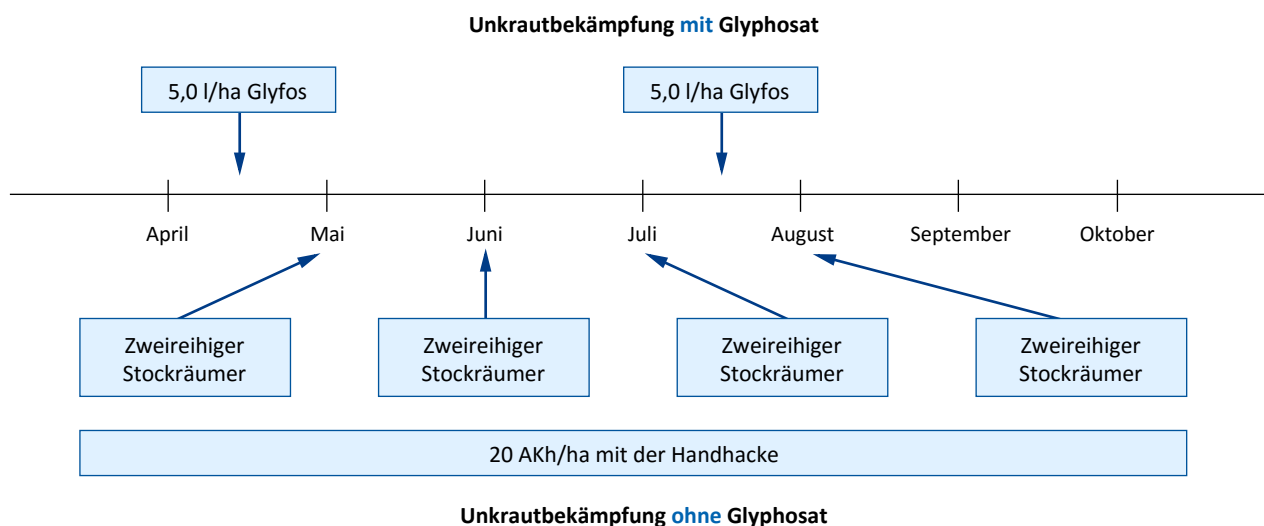 Unkrautbekämpfung mit Glyphosat
5,0 l/ha Glyfos
5,0 l/ha Glyfos
April
Mai
Juni
Juli
August
September
Oktober
Zweireihiger
Stockräumer
Zweireihiger
Stockräumer
Zweireihiger
Stockräumer
Zweireihiger
Stockräumer
20 AKh/ha mit der Handhacke
Unkrautbekämpfung ohne Glyphosat